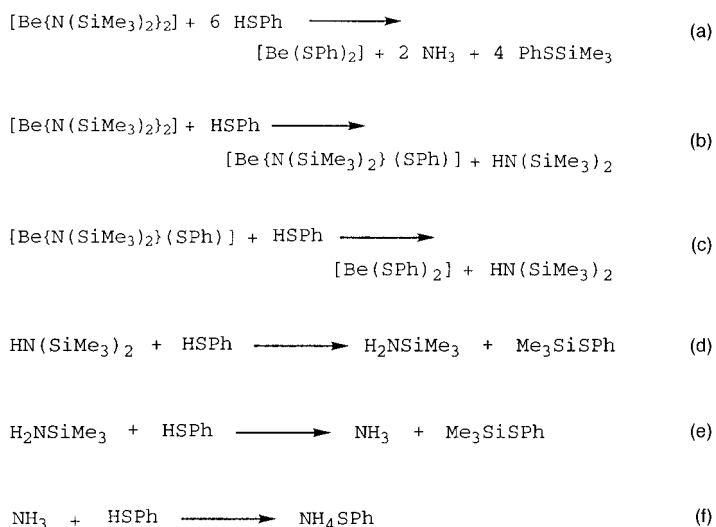 [Be{N(SiMe3)2}2] + 6 HSPh ⟶ (a)
[Be(SPh)2] + 2 NH3 + 4 PhSSiMe3
[Be{N(SiMe3)2}2] + HSPh ⟶ (b)
[Be{N(SiMe3)2}(SPh)] + HN(SiMe3)2
[Be{N(SiMe3)2}(SPh)] + HSPh ⟶ (c)
[Be(SPh)2] + HN(SiMe3)2
HN(SiMe3)2 + HSPh ⟶ H2NSiMe3 + Me3SiSPh (d)
H2NSiMe3 + HSPh ⟶ NH3 + Me3SiSPh (e)
NH3 + HSPh ⟶ NH4SPh (f)